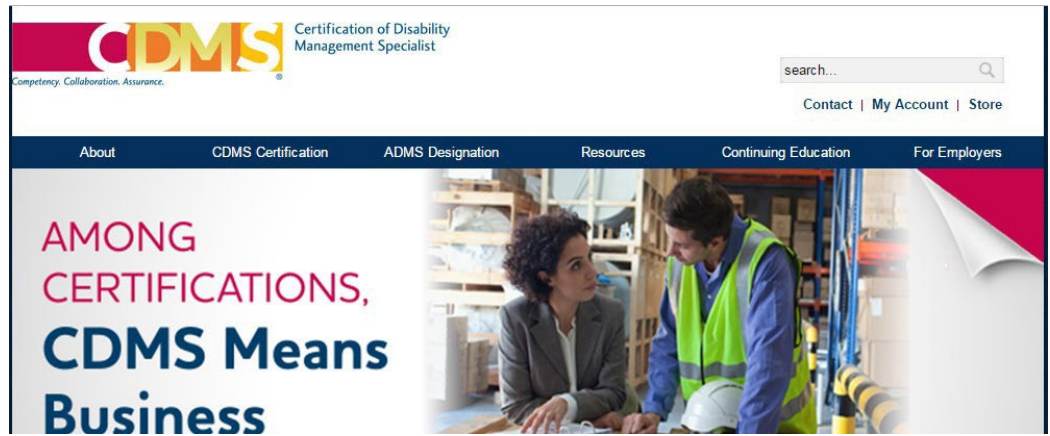 CDMS®
Certification of Disability
Management Specialist
Competency. Collaboration. Assurance.
search...
Contact | My Account | Store
About CDMS Certification ADMS Designation Resources Continuing Education For Employers
AMONG
CERTIFICATIONS,
CDMS Means
Business